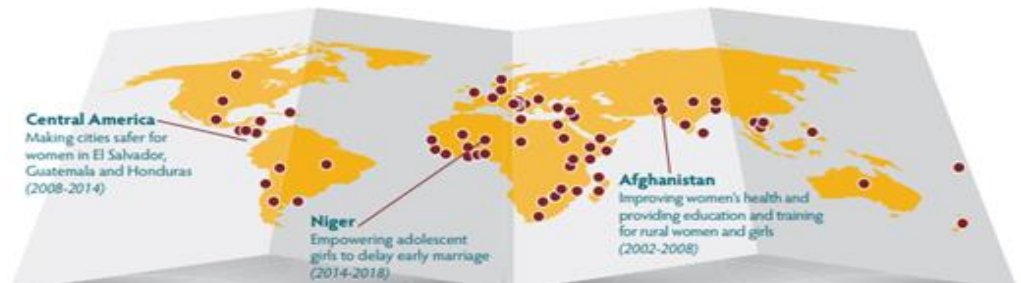 Central America
Making cities safer for
women in El Salvador,
Guatemala and Honduras
(2008-2014)
Niger
Empowering adolescent
girls to delay early marriage
(2014-2018)
Afghanistan
Improving women's health and
providing education and training
for rural women and girls
(2002-2008)